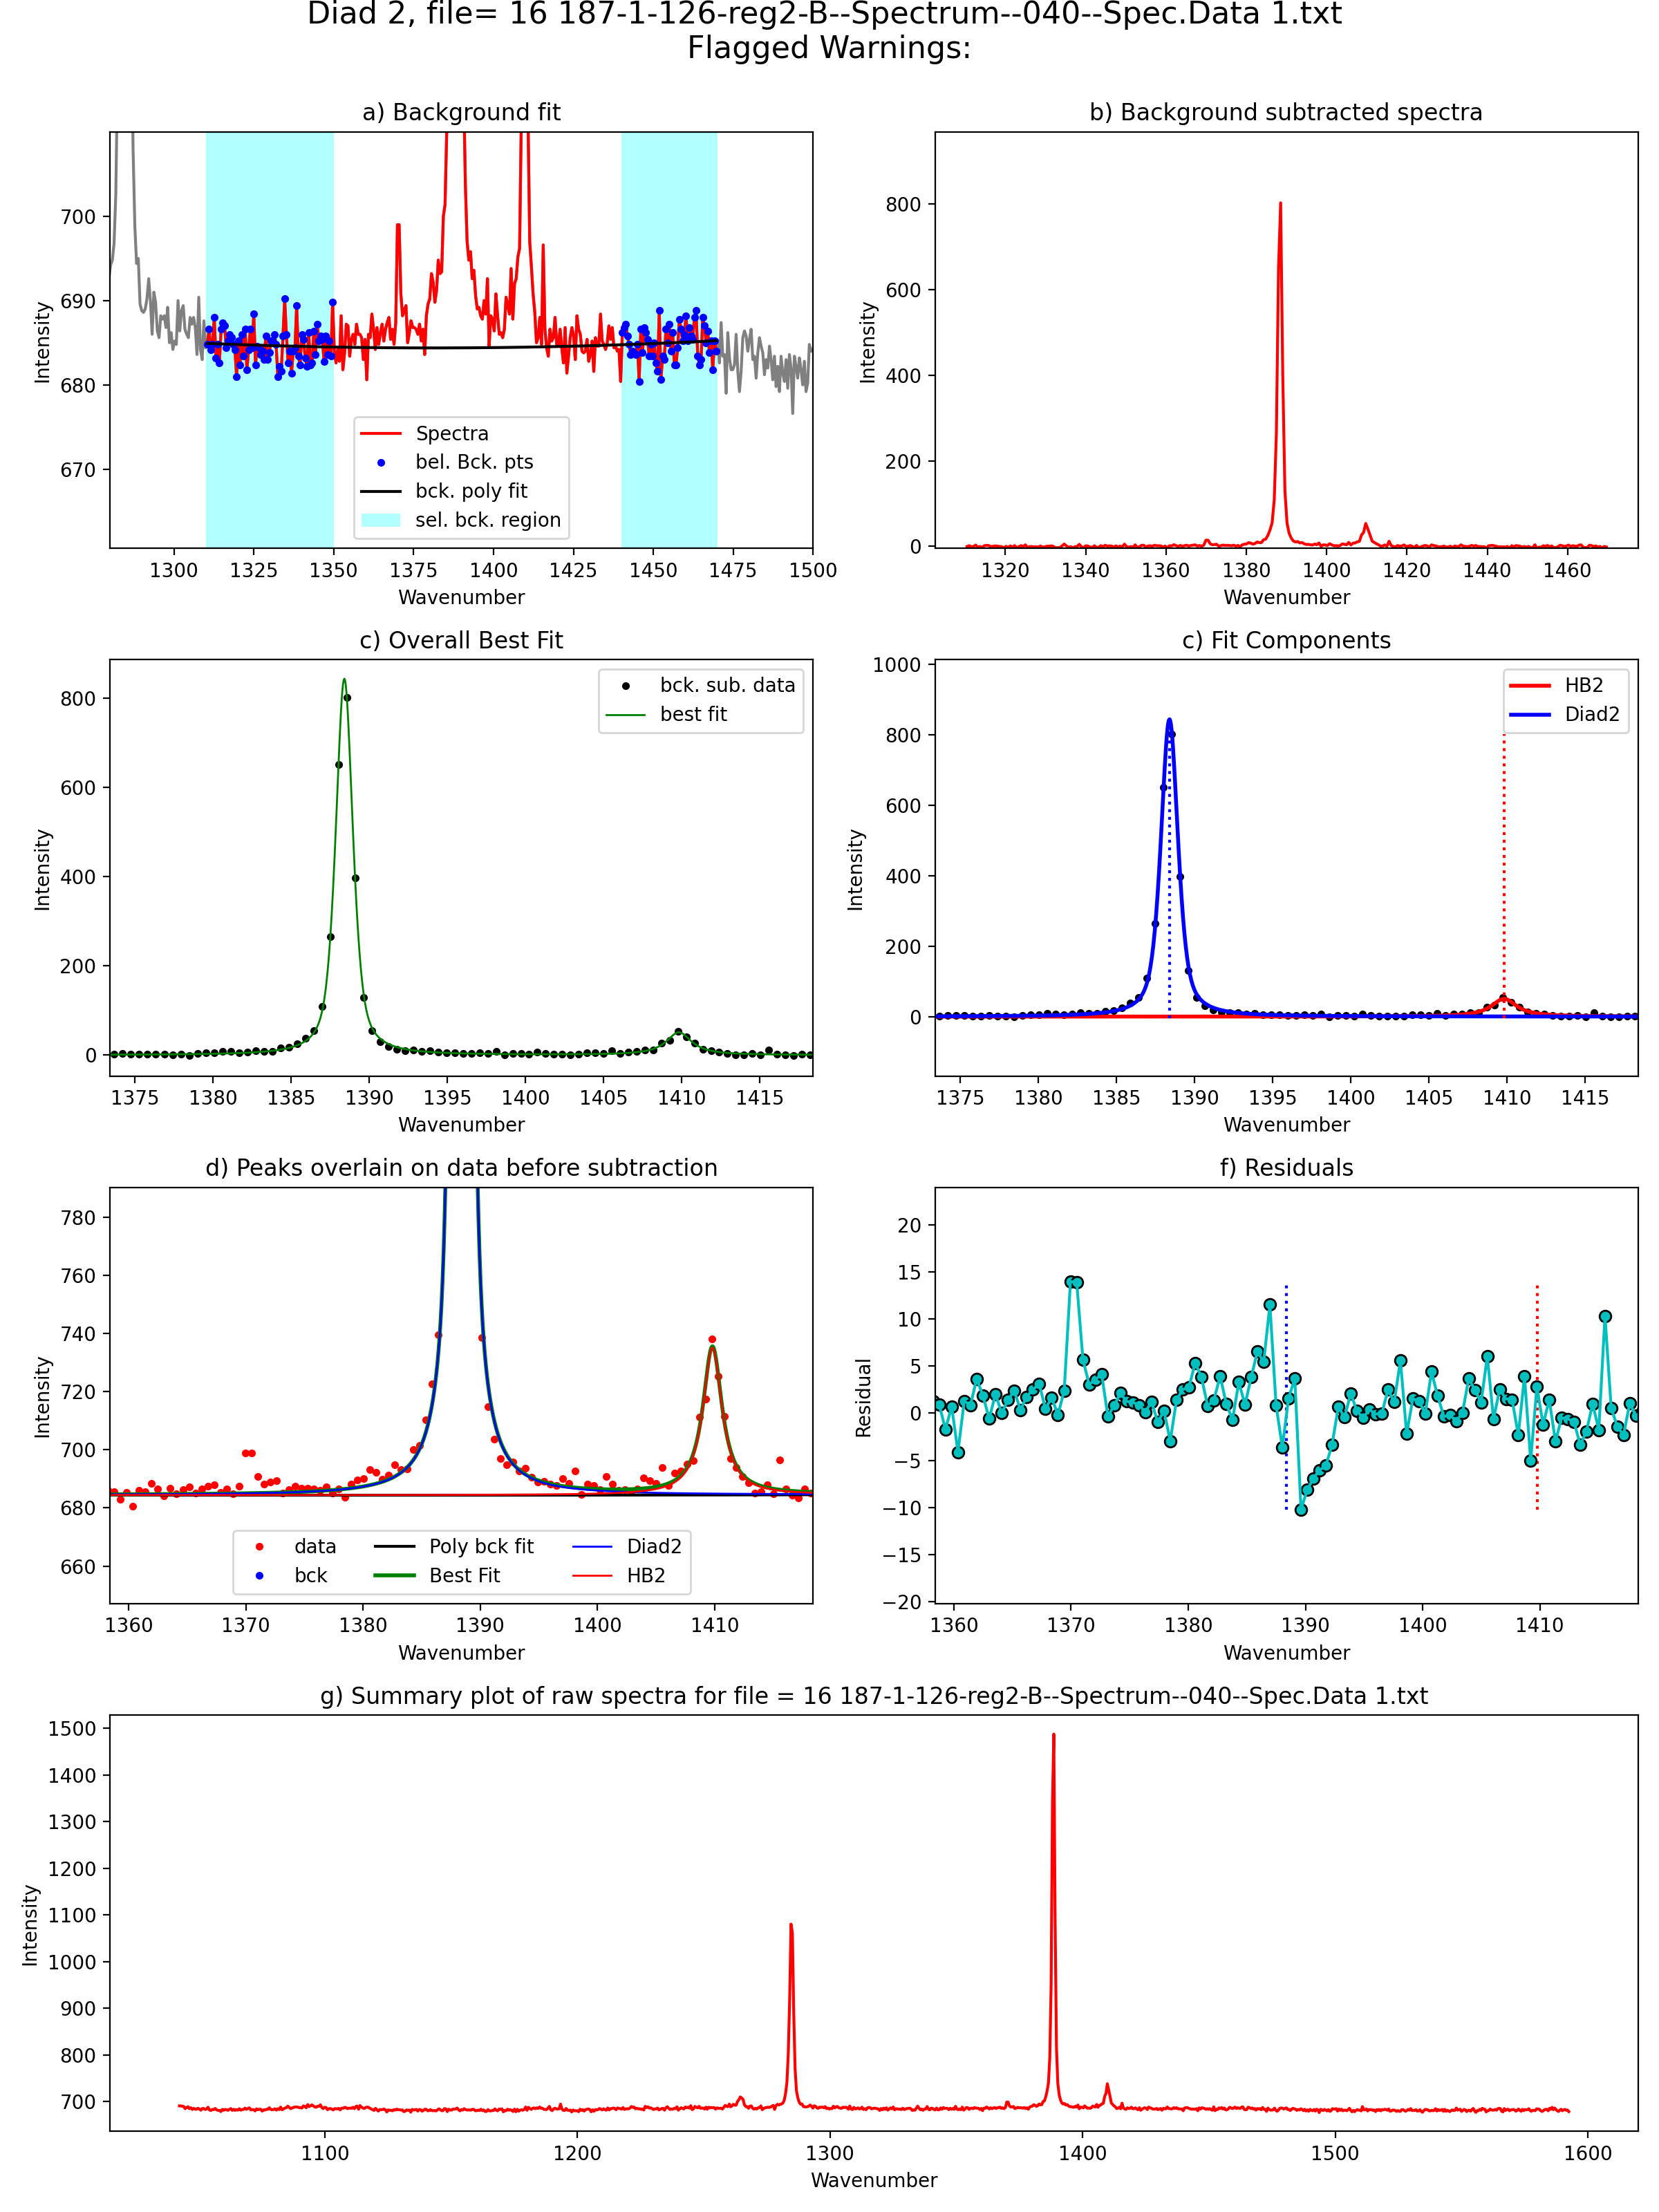 Diad 2, file= 16 187-1-126-reg2-B--Spectrum--040--Spec.Data 1.txt
Flagged Warnings:
a) Background fit
Intensity
700
690
680
670
Spectra
bel. Bck. pts
bck. poly fit
sel. bck. region
1300 1325 1350 1375 1400 1425 1450 1475 1500
Wavenumber
b) Background subtracted spectra
Intensity
800
600
400
200
0
1320 1340 1360 1380 1400 1420 1440 1460
Wavenumber
c) Overall Best Fit
Intensity
800
600
400
200
0
bck. sub. data
best fit
1375 1380 1385 1390 1395 1400 1405 1410 1415
Wavenumber
c) Fit Components
Intensity
1000
800
600
400
200
0
HB2
Diad2
1375 1380 1385 1390 1395 1400 1405 1410 1415
Wavenumber
d) Peaks overlain on data before subtraction
Intensity
780
760
740
720
700
680
660
data
bck
Poly bck fit
Best Fit
Diad2
HB2
1360 1370 1380 1390 1400 1410
Wavenumber
f) Residuals
Residual
20
15
10
5
0
−5
−10
−15
−20
1360 1370 1380 1390 1400 1410
Wavenumber
g) Summary plot of raw spectra for file = 16 187-1-126-reg2-B--Spectrum--040--Spec.Data 1.txt
Intensity
1500
1400
1300
1200
1100
1000
900
800
700
1100 1200 1300 1400 1500 1600
Wavenumber